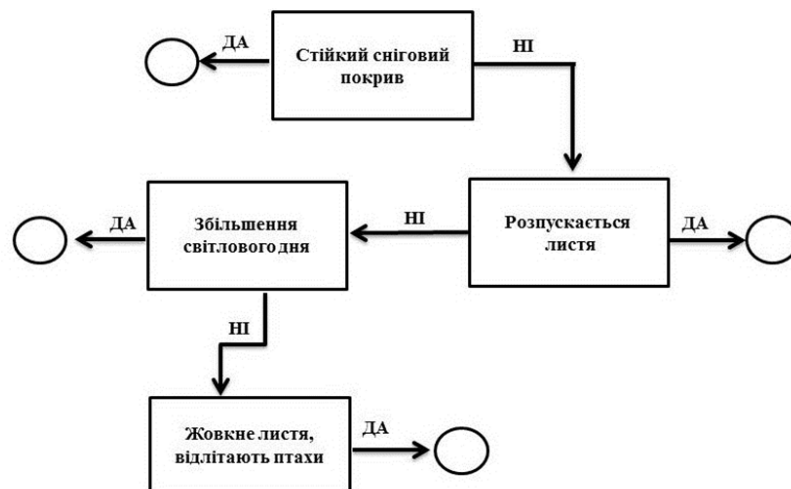 ДА
Стійкий сніговий
покрив
НІ
ДА
Збільшення
світлового дня
НІ
Розпускається
листя
ДА
НІ
Жовкне листя,
відлітають птахи
ДА